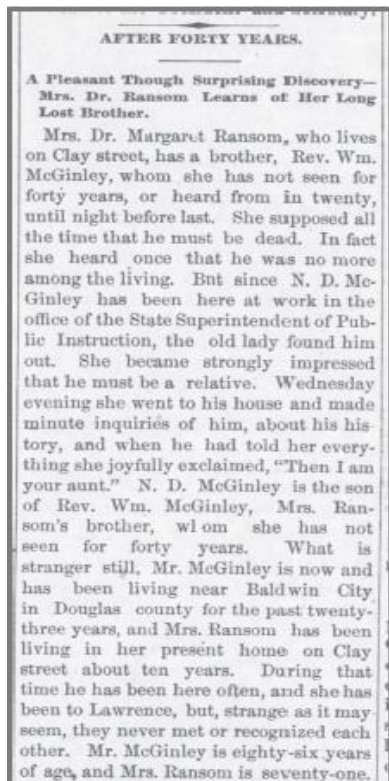 AFTER FORTY YEARS.
A Pleasant Though Surprising Discovery—
Mrs. Dr. Ransom Learns of Her Long
Lost Brother.
Mrs. Dr. Margaret Ransom, who lives
on Clay street, has a brother, Rev. Wm.
McGinley, whom she has not seen for
forty years, or heard from in twenty,
until night before last. She supposed all
the time that he must be dead. In fact
she heard once that he was no more
among the living. But since N. D. Mc-
Ginley has been here at work in the
office of the State Superintendent of Pub-
lic Instruction, the old lady found him
out. She became strongly impressed
that he must be a relative. Wednesday
evening she went to his house and made
minute inquiries of him, about his his-
tory, and when he had told her every-
thing she joyfully exclaimed, "Then I am
your aunt." N. D. McGinley is the son
of Rev. Wm. McGinley, Mrs. Ran-
som's brother, wl om she has not
seen for forty years. What is
stranger still, Mr. McGinley is now and
has been living near Baldwin City
in Douglas county for the past twenty-
three years, and Mrs. Ransom has been
living in her present home on Clay
street about ten years. During that
time he has been here often, and she has
been to Lawrence, but, strange as it may
seem, they never met or recognized each
other. Mr. McGinley is eighty-six years
of age, and Mrs. Ransom is seventy-one.